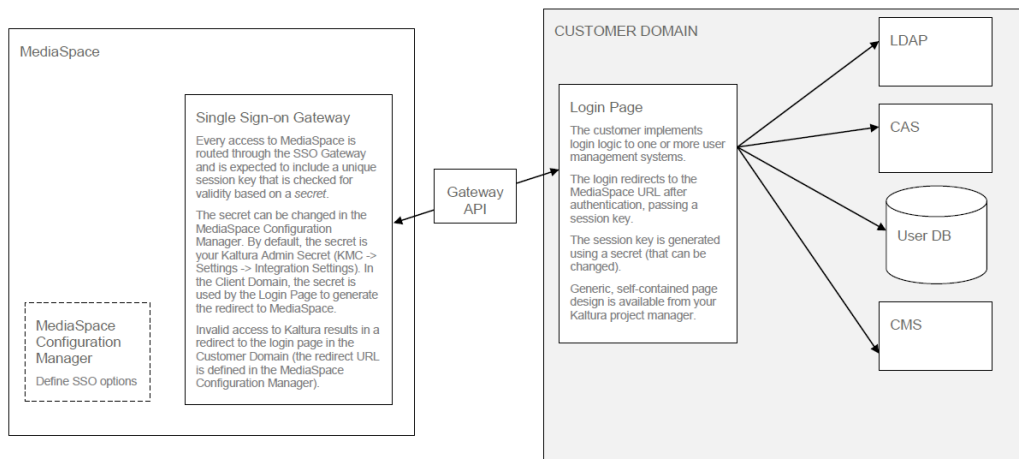 MediaSpace
Single Sign-on Gateway
Every access to MediaSpace is
routed through the SSO Gateway
and is expected to include a unique
session key that is checked for
validity based on a secret.
The secret can be changed in the
MediaSpace Configuration
Manager. By default, the secret is
your Kaltura Admin Secret (KMC ->
Settings -> Integration Settings). In
the Client Domain, the secret is
used by the Login Page to generate
the redirect to MediaSpace.
Invalid access to Kaltura results in a
redirect to the login page in the
Customer Domain (the redirect URL
is defined in the MediaSpace
Configuration Manager).
MediaSpace
Configuration
Manager
Define SSO options
Gateway
API
CUSTOMER DOMAIN
Login Page
The customer implements
login logic to one or more user
management systems.
The login redirects to the
MediaSpace URL after
authentication, passing a
session key.
The session key is generated
using a secret (that can be
changed).
Generic, self-contained page
design is available from your
Kaltura project manager.
LDAP
CAS
User DB
CMS